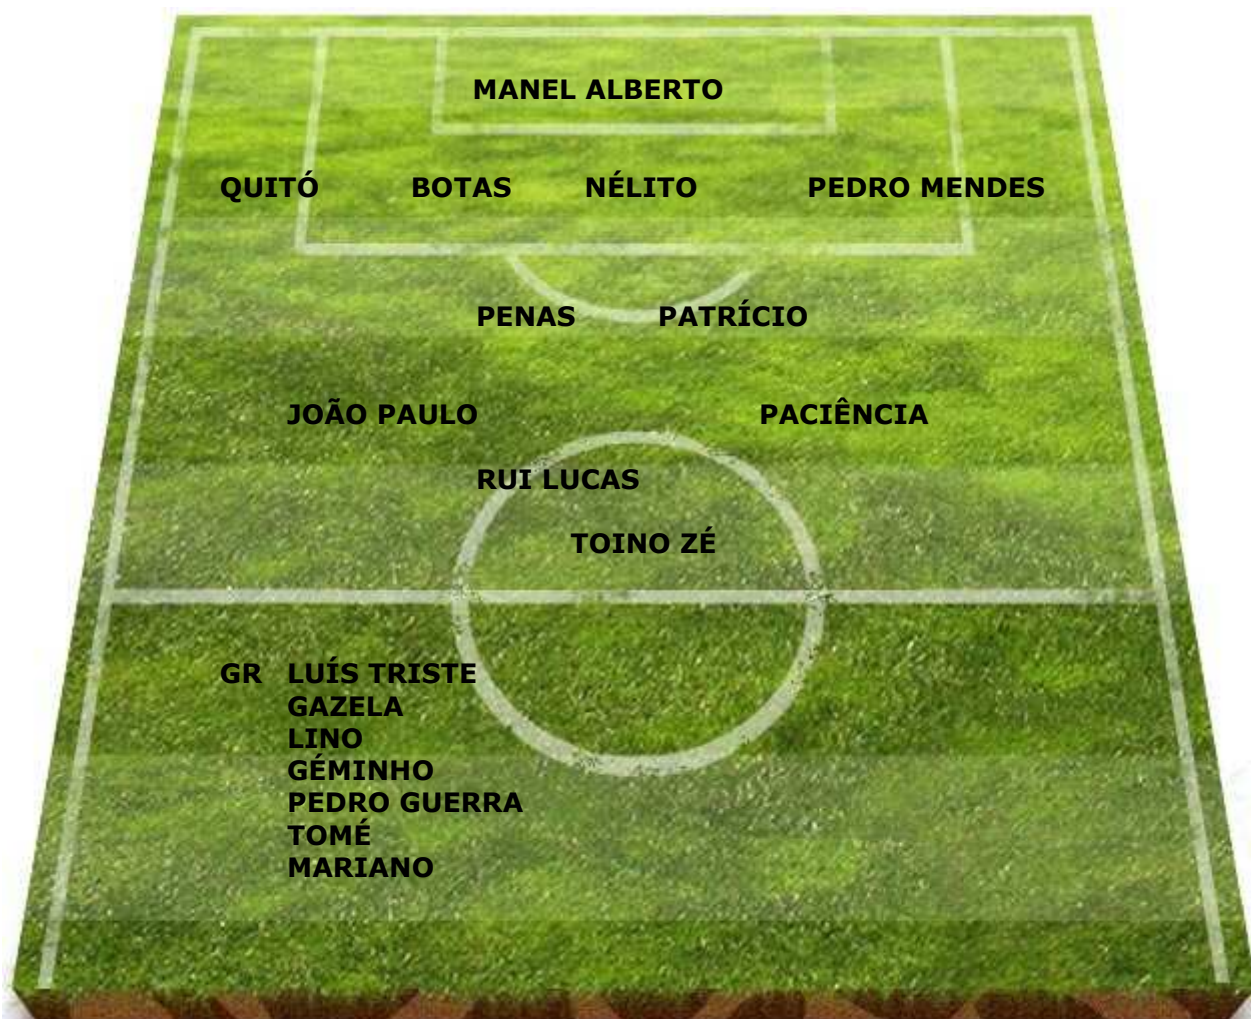 MANEL ALBERTO
QUITÓ BOTAS NÉLITO PEDRO MENDES
PENAS PATRÍCIO
JOÃO PAULO PACIÊNCIA
RUI LUCAS
TOINO ZÉ
GR LUÍS TRISTE
GAZELA
LINO
GÉMINHO
PEDRO GUERRA
TOMÉ
MARIANO